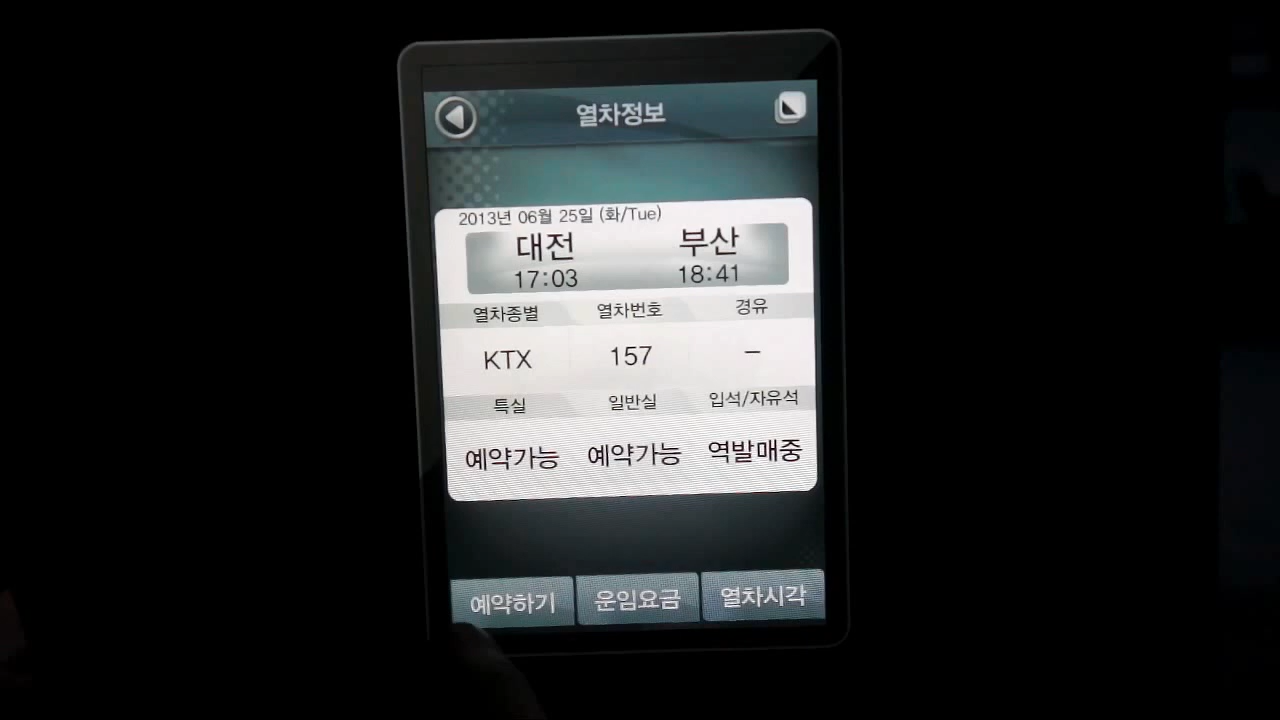 열차정보
2013년 06월 25일 (화/Tue)
대전 부산
17:03 18:41
열차종별 열차번호 경유
KTX 157 –
특실 일반실 입석/자유석
예약가능 예약가능 역발매중
예약하기 운임요금 열차시각